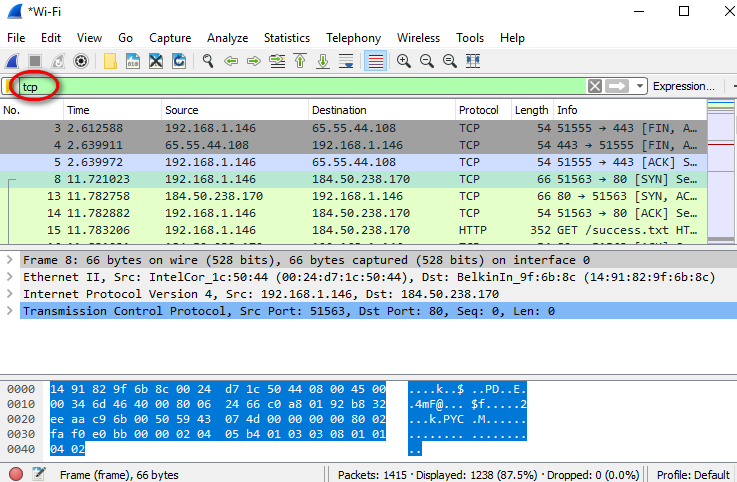 *Wi-Fi
File Edit View Go Capture Analyze Statistics Telephony Wireless Tools Help
tcp Expression...
No. Time Source Destination Protocol Length Info
3 2.612588 192.168.1.146 65.55.44.108 TCP 54 51555 → 443 [FIN, A...
4 2.639911 65.55.44.108 192.168.1.146 TCP 54 443 → 51555 [FIN, A...
5 2.639972 192.168.1.146 65.55.44.108 TCP 54 51555 → 443 [ACK] S...
8 11.721023 192.168.1.146 184.50.238.170 TCP 66 51563 → 80 [SYN] Se...
13 11.782758 184.50.238.170 192.168.1.146 TCP 66 80 → 51563 [SYN, AC...
14 11.782882 192.168.1.146 184.50.238.170 TCP 54 51563 → 80 [ACK] Se...
15 11.783206 192.168.1.146 184.50.238.170 HTTP 352 GET /success.txt HT...
Frame 8: 66 bytes on wire (528 bits), 66 bytes captured (528 bits) on interface 0
Ethernet II, Src: IntelCor_1c:50:44 (00:24:d7:1c:50:44), Dst: BelkinIn_9f:6b:8c (14:91:82:9f:6b:8c)
Internet Protocol Version 4, Src: 192.168.1.146, Dst: 184.50.238.170
Transmission Control Protocol, Src Port: 51563, Dst Port: 80, Seq: 0, Len: 0
0000 14 91 82 9f 6b 8c 00 24 d7 1c 50 44 08 00 45 00 ....k..$ ..PD..E.
0010 00 34 6d 46 40 00 80 06 24 66 c0 a8 01 92 b8 32 .4mF@... $f.....2
0020 ee aa c9 6b 00 50 59 43 07 4d 00 00 00 00 80 02 ...k.PYC .M......
0030 fa f0 e0 bb 00 00 02 04 05 b4 01 03 03 08 01 01 ........ ........
0040 04 02 ..
Frame (frame), 66 bytes Packets: 1415 · Displayed: 1238 (87.5%) · Dropped: 0 (0.0%) Profile: Default